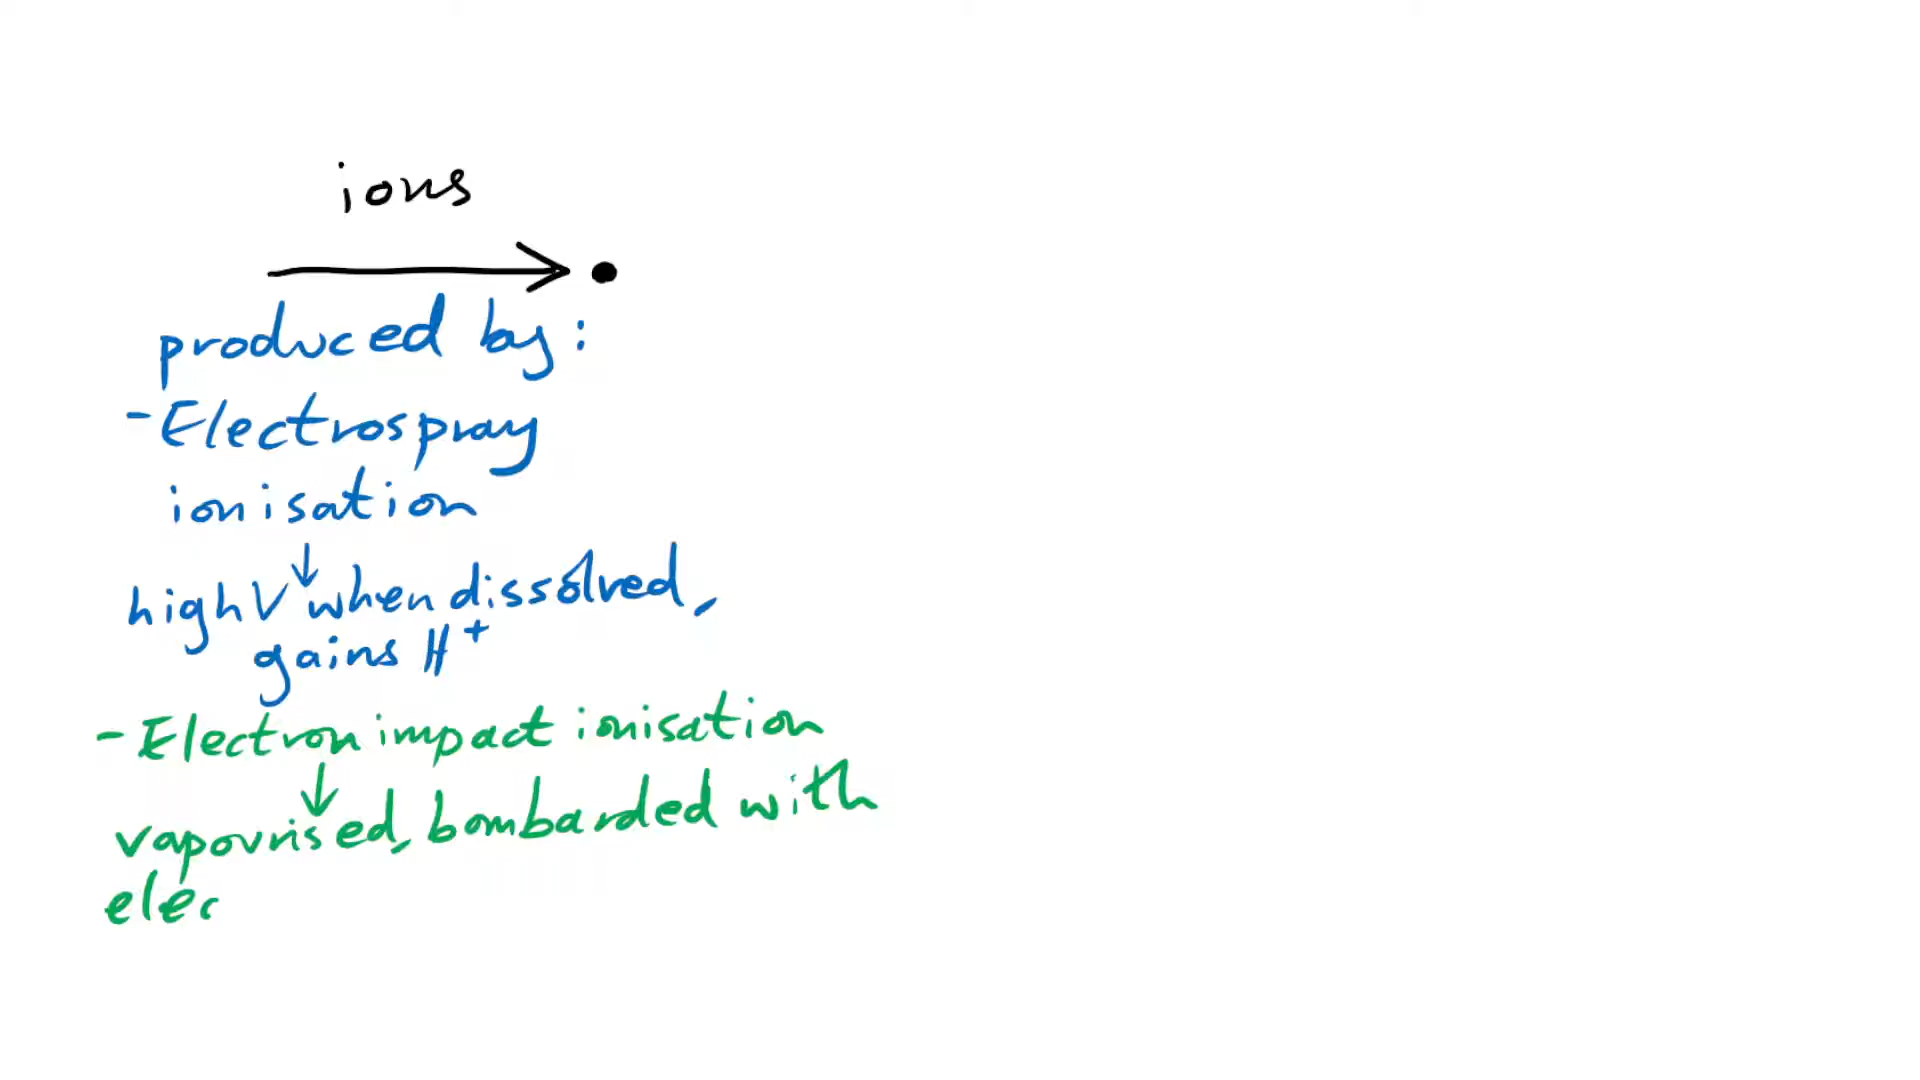 ions
produced by:
- Electrospray
ionisation
high V when dissolved,
gains H⁺
- Electron impact ionisation
vapourised, bombarded with
elec